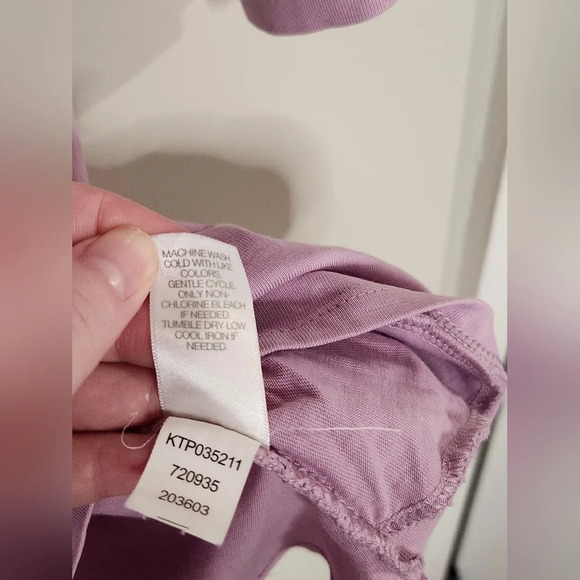 MACHINE WASH
COLD WITH LIKE
COLORS.
GENTLE CYCLE.
ONLY NON-
CHLORINE BLEACH
IF NEEDED.
TUMBLE DRY LOW
COOL IRON IF
NEEDED.
KTP035211
720935
203603